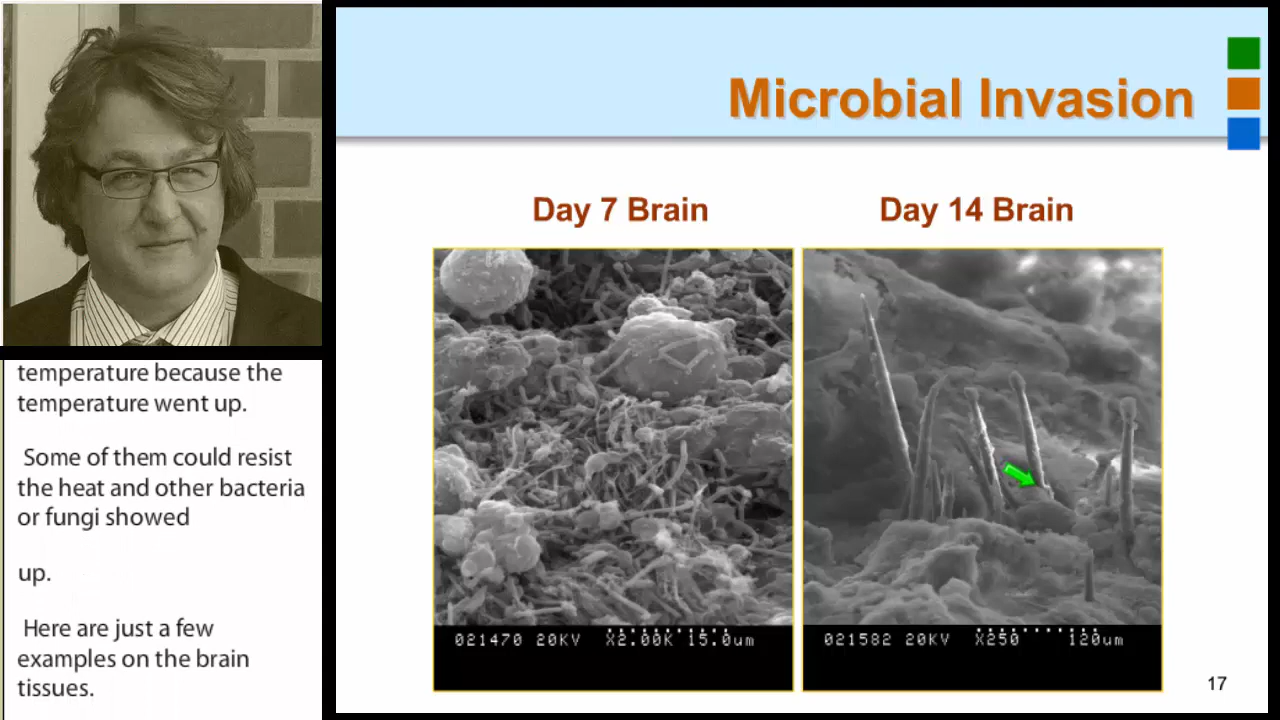 Microbial Invasion
Day 7 Brain
Day 14 Brain
021470 20KV X2.00K 15.0um
021582 20KV X250 120um
17
temperature because the
temperature went up.
Some of them could resist
the heat and other bacteria
or fungi showed
up.
Here are just a few
examples on the brain
tissues.